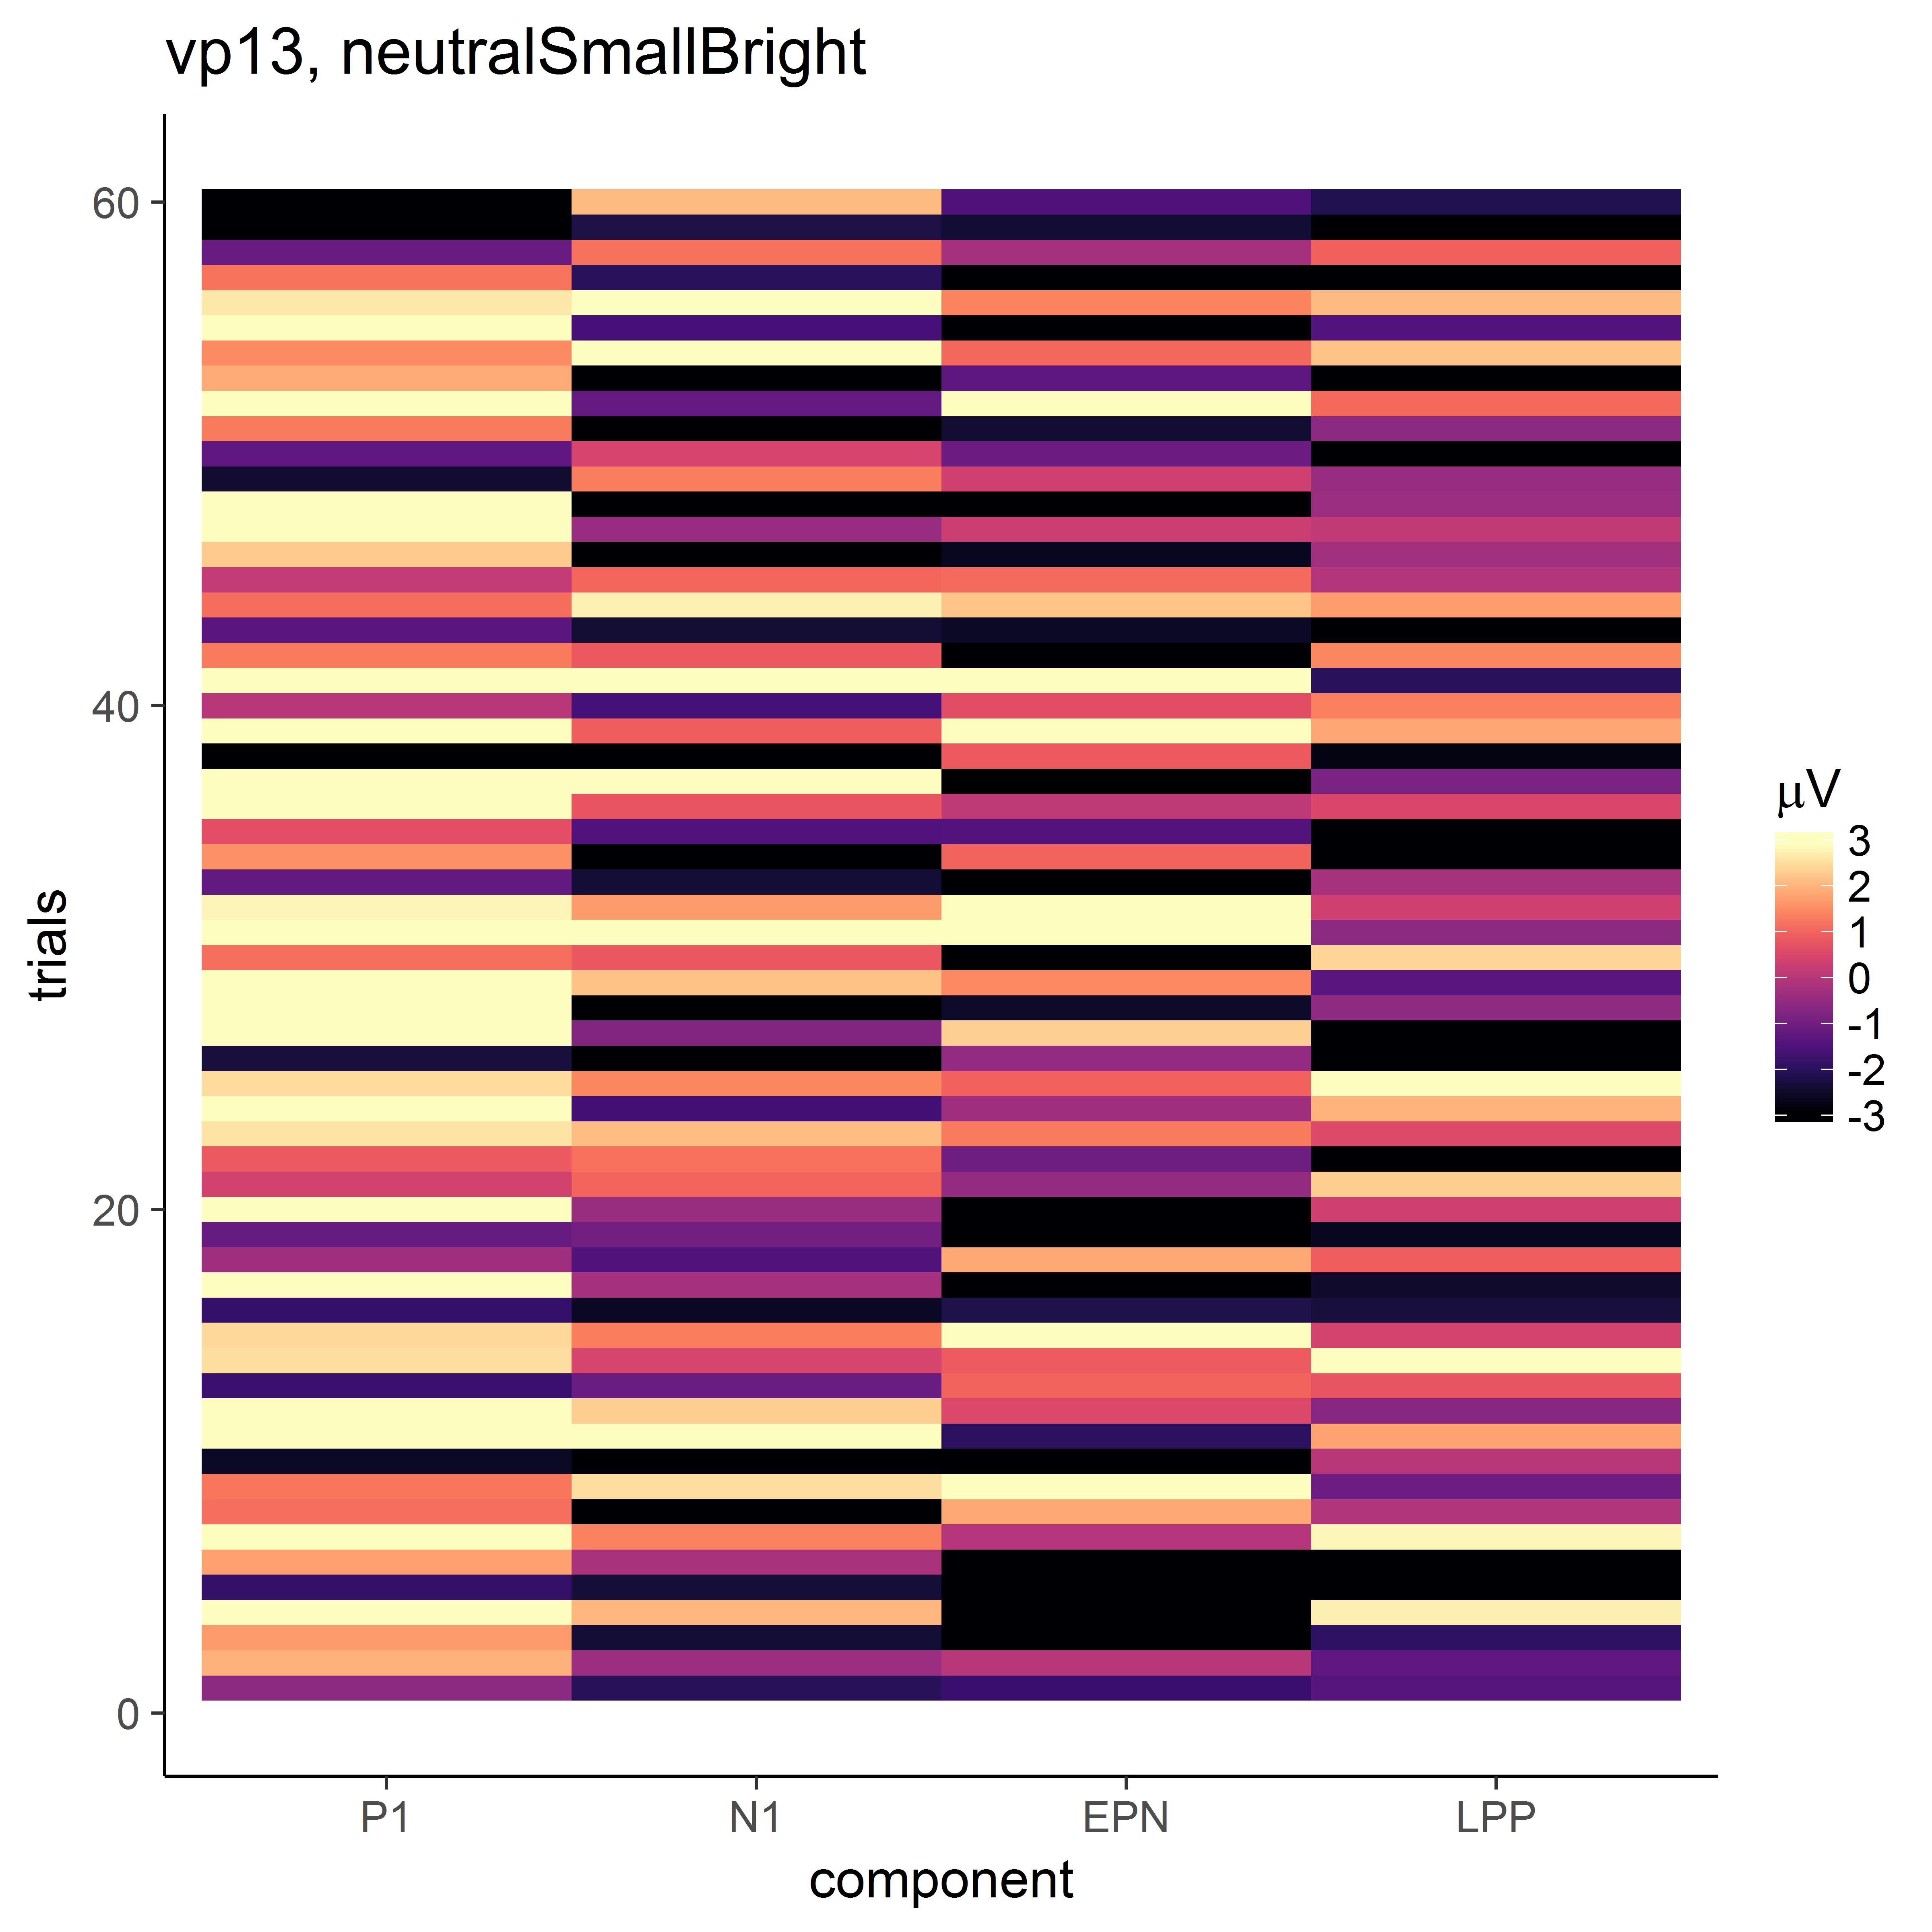 vp13, neutralSmallBright
60
40
20
0
trials
P1 N1 EPN LPP
component
μV
3
2
1
0
-1
-2
-3